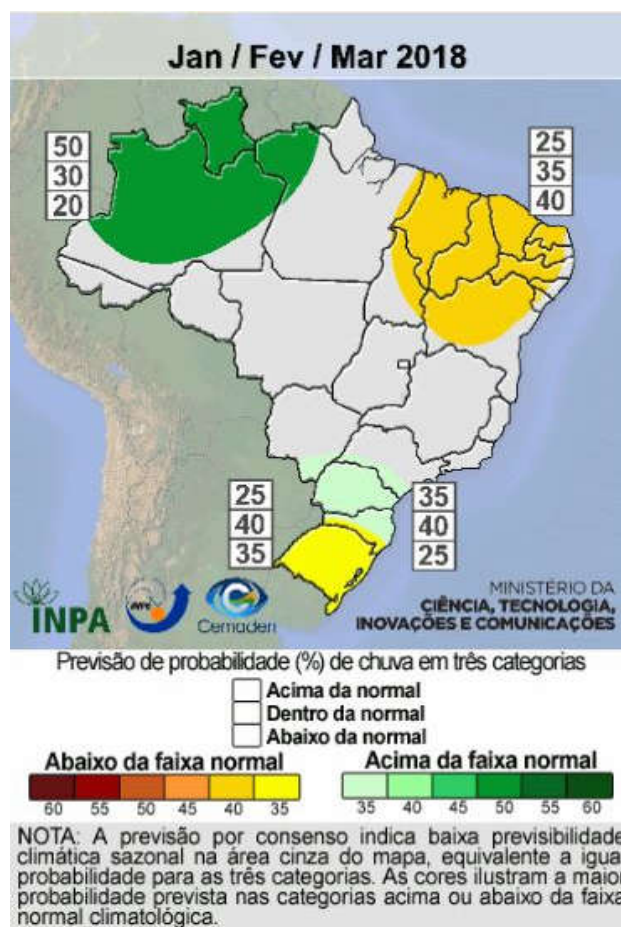 Jan / Fev / Mar 2018
50
30
20
25
35
40
25
40
35
35
40
25
INPA
Cemaden
MINISTÉRIO DA
CIÊNCIA, TECNOLOGIA,
INOVAÇÕES E COMUNICAÇÕES
Previsão de probabilidade (%) de chuva em três categorias
Acima da normal
Dentro da normal
Abaixo da normal
Abaixo da faixa normal
60 55 50 45 40 35
Acima da faixa normal
35 40 45 50 55 60
NOTA: A previsão por consenso indica baixa previsibilidade
climática sazonal na área cinza do mapa, equivalente a igua
probabilidade para as três categorias. As cores ilustram a maior
probabilidade prevista nas categorias acima ou abaixo da faixa
normal climatológica.